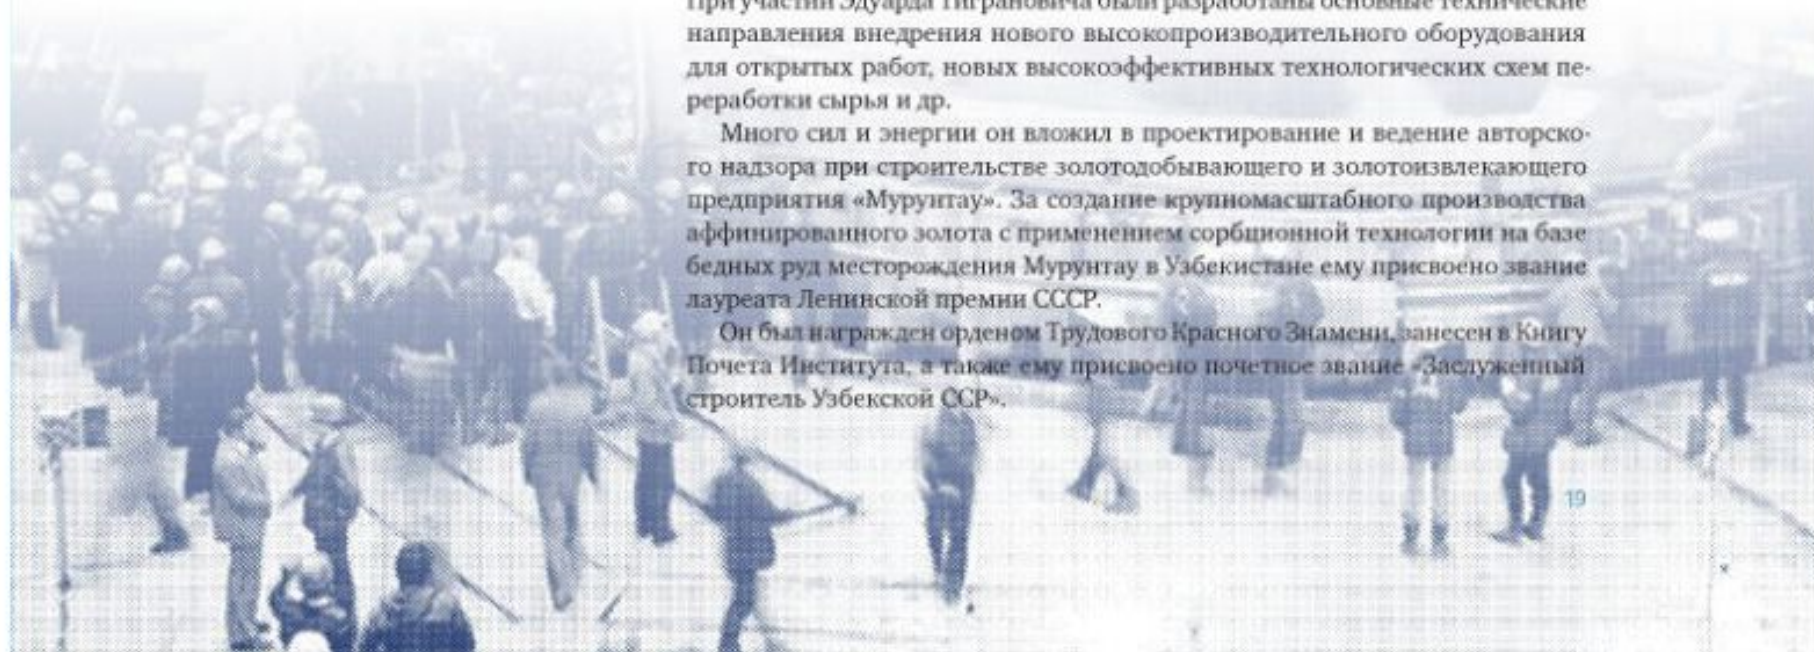 При участии Эдуарда Тиграновича были разработаны основные технические
направления внедрения нового высокопроизводительного оборудования
для открытых работ, новых высокоэффективных технологических схем пе-
реработки сырья и др.
Много сил и энергии он вложил в проектирование и ведение авторско-
го надзора при строительстве золотодобывающего и золотоизвлекающего
предприятия «Мурунтау». За создание крупномасштабного производства
аффинированного золота с применением сорбционной технологии на базе
бедных руд месторождения Мурунтау в Узбекистане ему присвоено звание
лауреата Ленинской премии СССР.
Он был награжден орденом Трудового Красного Знамени, занесен в Книгу
Почета Института, а также ему присвоено почетное звание «Заслуженный
строитель Узбекской ССР».
19